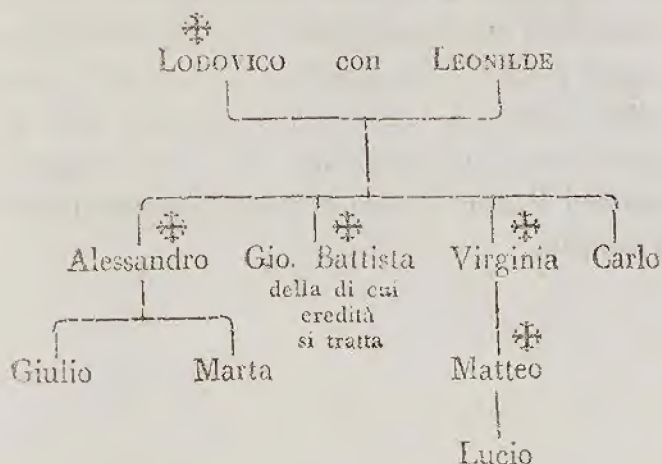 LODOVICO con LEONILDE
Alessandro Gio. Battista Virginia Carlo
della di cui
eredità
si tratta
Giulio Marta Matteo
Lucio